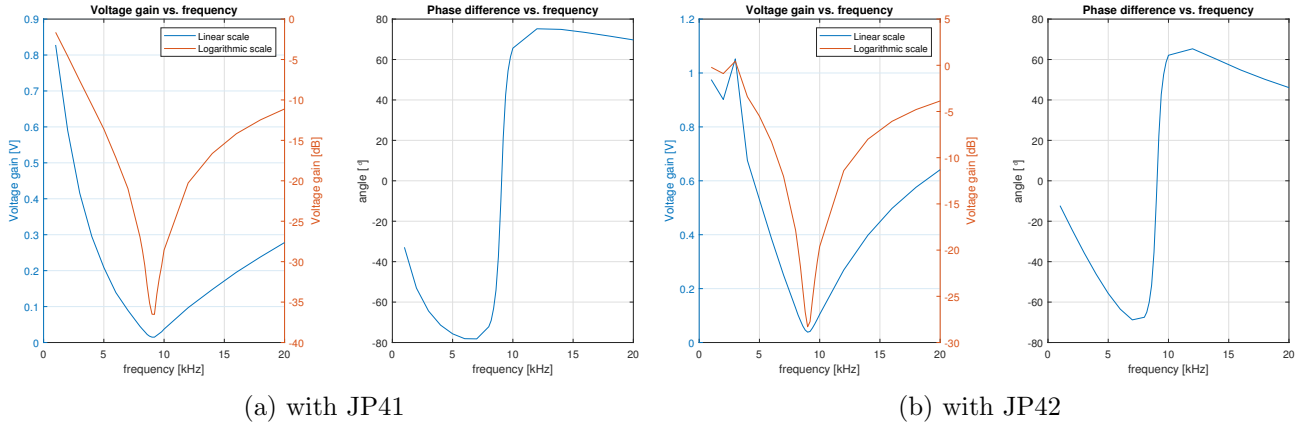 Voltage gain vs. frequency
Linear scale
Logarithmic scale
Voltage gain [V]
0.9
0.8
0.7
0.6
0.5
0.4
0.3
0.2
0.1
0
Voltage gain [dB]
0
-5
-10
-15
-20
-25
-30
-35
-40
0 5 10 15 20
frequency [kHz]
Phase difference vs. frequency
angle [°]
80
60
40
20
0
-20
-40
-60
-80
0 5 10 15 20
frequency [kHz]
(a) with JP41
Voltage gain vs. frequency
Linear scale
Logarithmic scale
Voltage gain [V]
1.2
1
0.8
0.6
0.4
0.2
0
Voltage gain [dB]
5
0
-5
-10
-15
-20
-25
-30
0 5 10 15 20
frequency [kHz]
Phase difference vs. frequency
angle [°]
80
60
40
20
0
-20
-40
-60
-80
0 5 10 15 20
frequency [kHz]
(b) with JP42